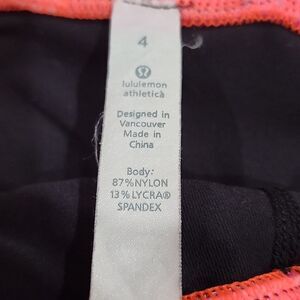 4
lululemon
athletica
Designed in
Vancouver
Made in
China
Body:
87% NYLON
13% LYCRA®
SPANDEX